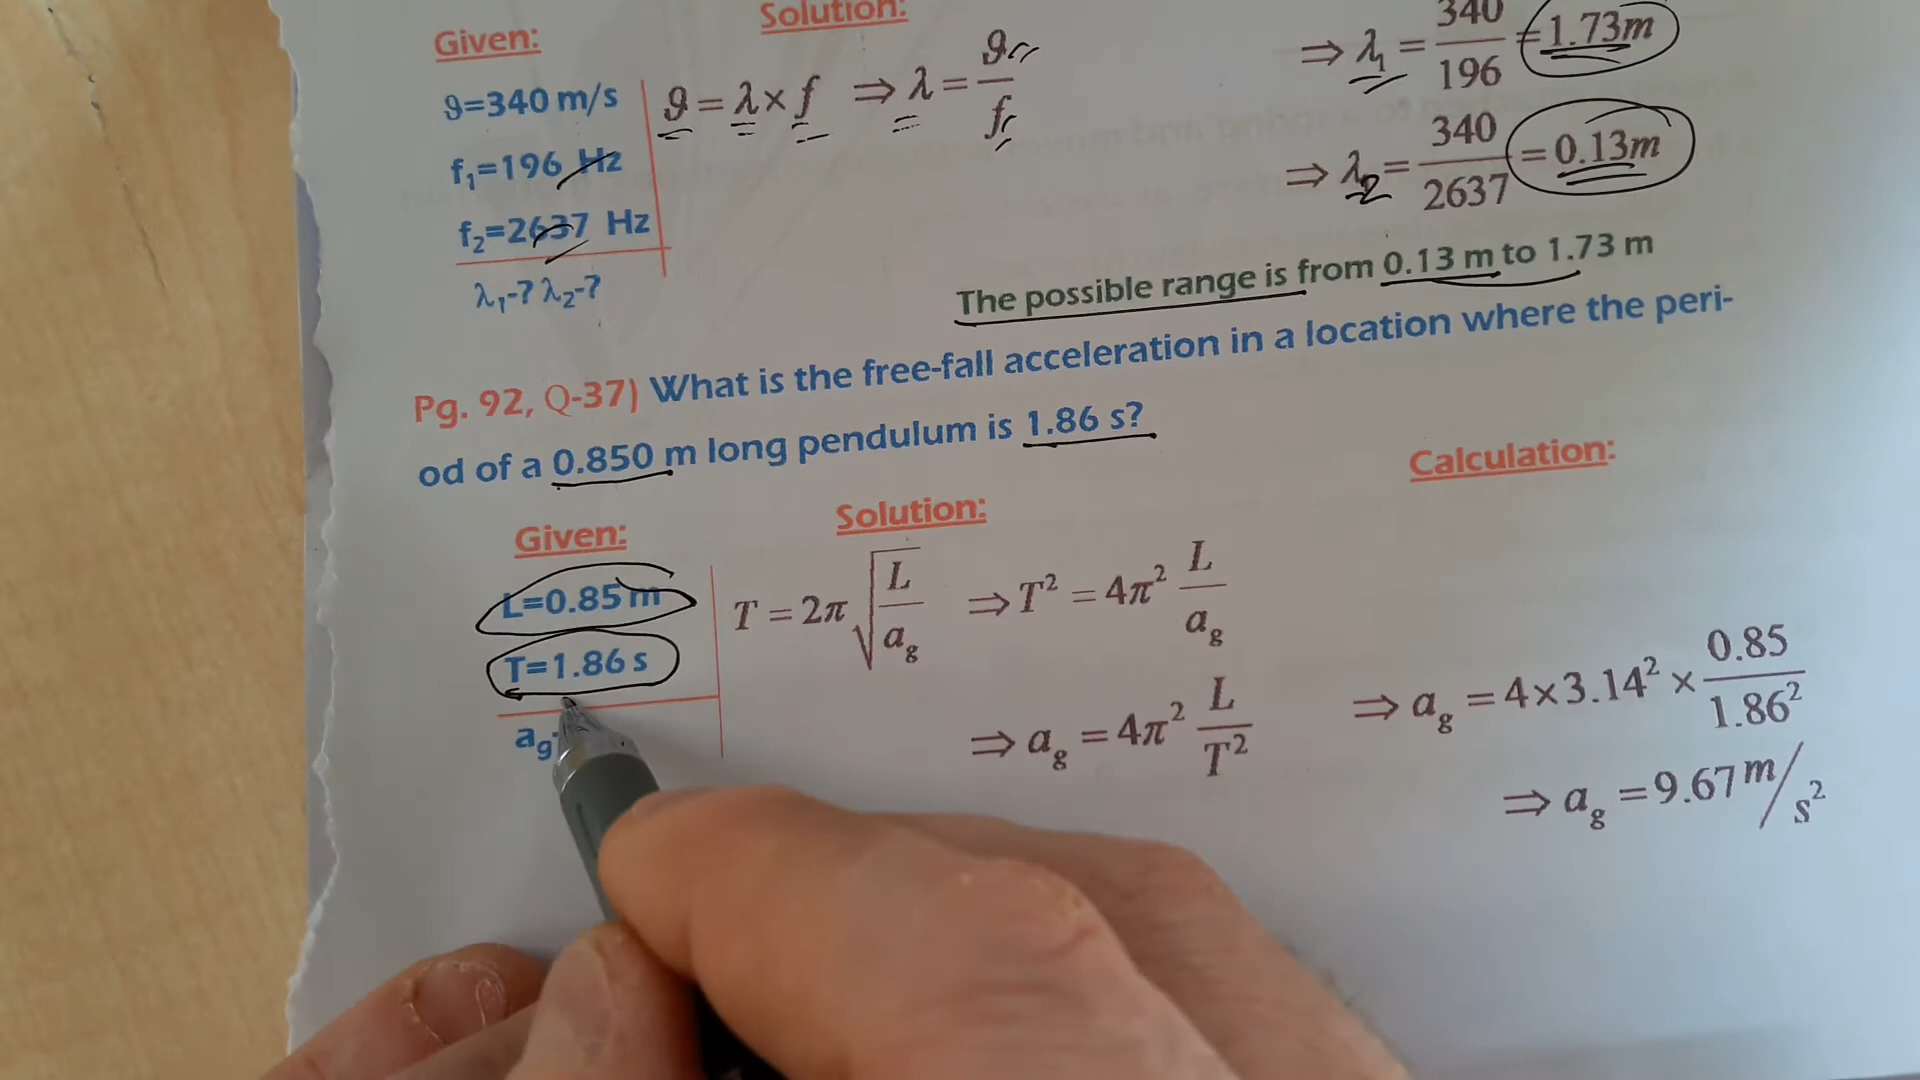 Given:
Solution:
ϑ=340 m/s
f₁=196 Hz
f₂=2637 Hz
λ₁-? λ₂-?
ϑ = λ × f ⇒ λ = ϑ/f
⇒ λ₁ = 340/196 = 1.73m
⇒ λ₂ = 340/2637 = 0.13m
The possible range is from 0.13 m to 1.73 m
Pg. 92, Q-37) What is the free-fall acceleration in a location where the peri-
od of a 0.850 m long pendulum is 1.86 s?
Given:
L=0.85 m
T=1.86 s
a_g
Solution:
T = 2π√(L/a_g) ⇒ T² = 4π² L/a_g
⇒ a_g = 4π² L/T²
Calculation:
⇒ a_g = 4×3.14² × 0.85/1.86²
⇒ a_g = 9.67 m/s²